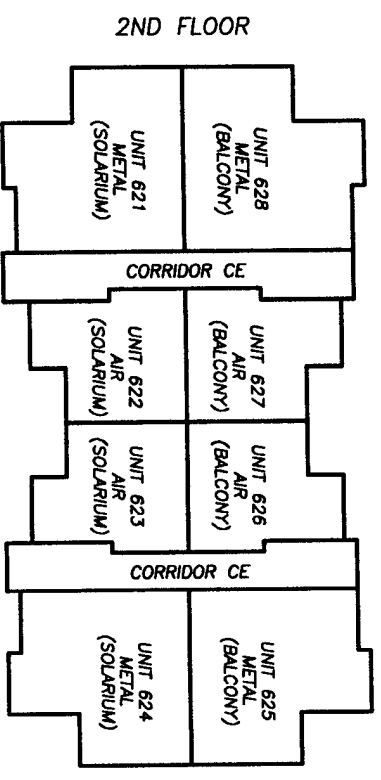 2ND FLOOR
UNIT 621
METAL
(SOLARIUM)
UNIT 628
METAL
(BALCONY)
CORRIDOR CE
UNIT 622
AIR
(SOLARIUM)
UNIT 627
AIR
(BALCONY)
UNIT 623
AIR
(SOLARIUM)
UNIT 626
AIR
(BALCONY)
CORRIDOR CE
UNIT 624
METAL
(SOLARIUM)
UNIT 625
METAL
(BALCONY)